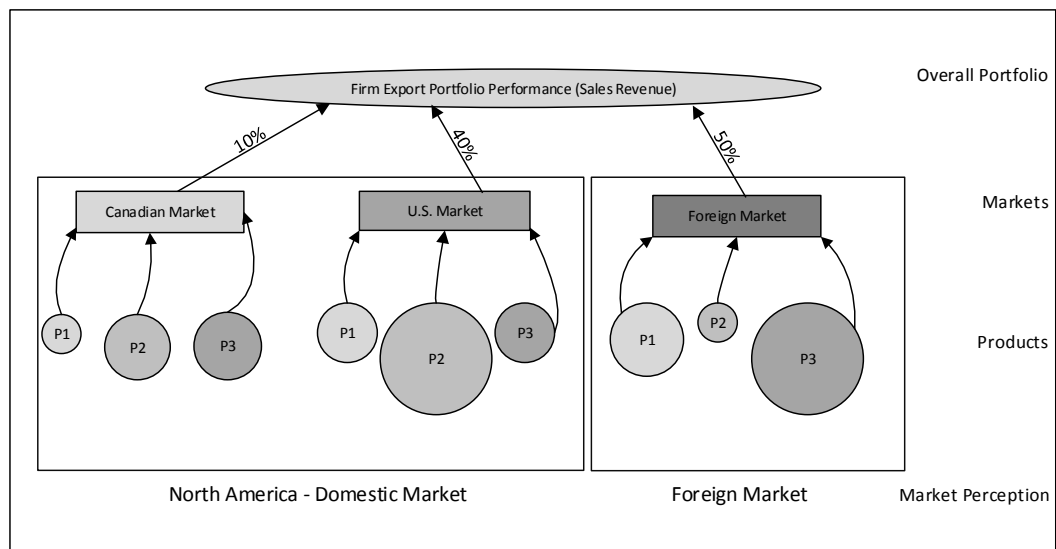 Overall Portfolio
Firm Export Portfolio Performance (Sales Revenue)
10%
40%
50%
Markets
Canadian Market
U.S. Market
Foreign Market
P1
P2
P3
P1
P2
P3
P1
P2
P3
Products
North America - Domestic Market
Foreign Market
Market Perception